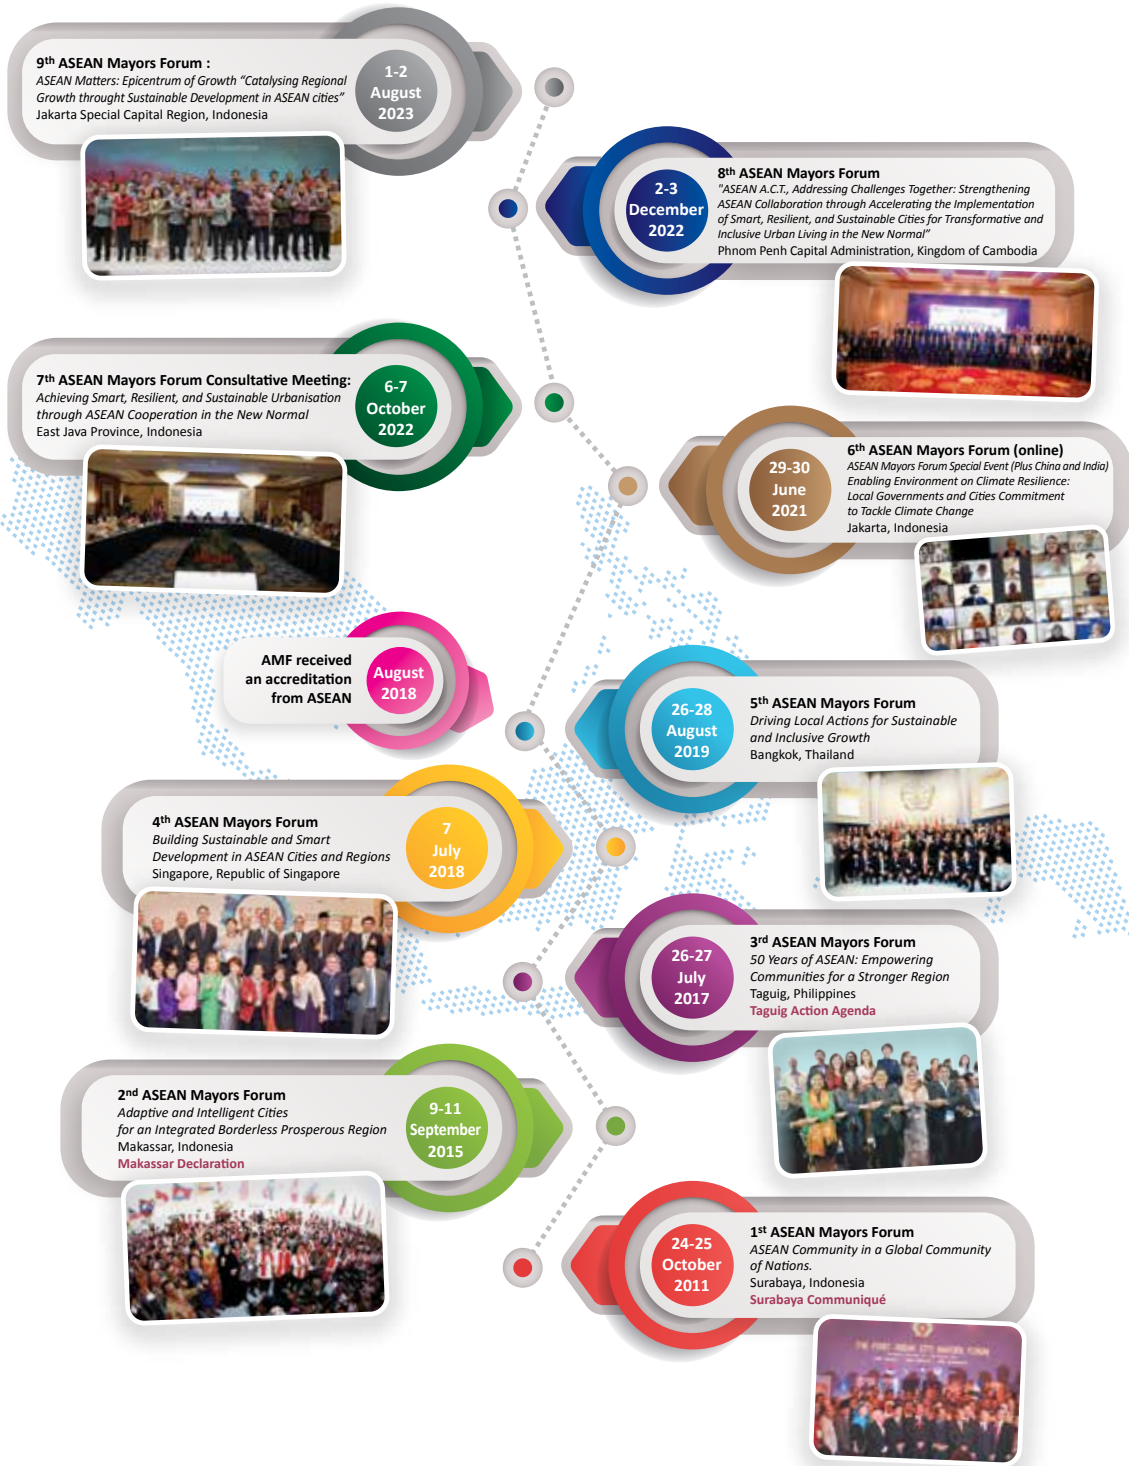 9th ASEAN Mayors Forum :
ASEAN Matters: Epicentrum of Growth “Catalysing Regional
Growth throught Sustainable Development in ASEAN cities”
Jakarta Special Capital Region, Indonesia
1-2
August
2023
2-3
December
2022
8th ASEAN Mayors Forum
"ASEAN A.C.T., Addressing Challenges Together: Strengthening
ASEAN Collaboration through Accelerating the Implementation
of Smart, Resilient, and Sustainable Cities for Transformative and
Inclusive Urban Living in the New Normal”
Phnom Penh Capital Administration, Kingdom of Cambodia
7th ASEAN Mayors Forum Consultative Meeting:
Achieving Smart, Resilient, and Sustainable Urbanisation
through ASEAN Cooperation in the New Normal
East Java Province, Indonesia
6-7
October
2022
29-30
June
2021
6th ASEAN Mayors Forum (online)
ASEAN Mayors Forum Special Event (Plus China and India)
Enabling Environment on Climate Resilience:
Local Governments and Cities Commitment
to Tackle Climate Change
Jakarta, Indonesia
AMF received
an accreditation
from ASEAN
August
2018
26-28
August
2019
5th ASEAN Mayors Forum
Driving Local Actions for Sustainable
and Inclusive Growth
Bangkok, Thailand
4th ASEAN Mayors Forum
Building Sustainable and Smart
Development in ASEAN Cities and Regions
Singapore, Republic of Singapore
7
July
2018
26-27
July
2017
3rd ASEAN Mayors Forum
50 Years of ASEAN: Empowering
Communities for a Stronger Region
Taguig, Philippines
Taguig Action Agenda
2nd ASEAN Mayors Forum
Adaptive and Intelligent Cities
for an Integrated Borderless Prosperous Region
Makassar, Indonesia
Makassar Declaration
9-11
September
2015
24-25
October
2011
1st ASEAN Mayors Forum
ASEAN Community in a Global Community
of Nations.
Surabaya, Indonesia
Surabaya Communiqué
THE FIRST ASEAN CITY MAYORS FORUM